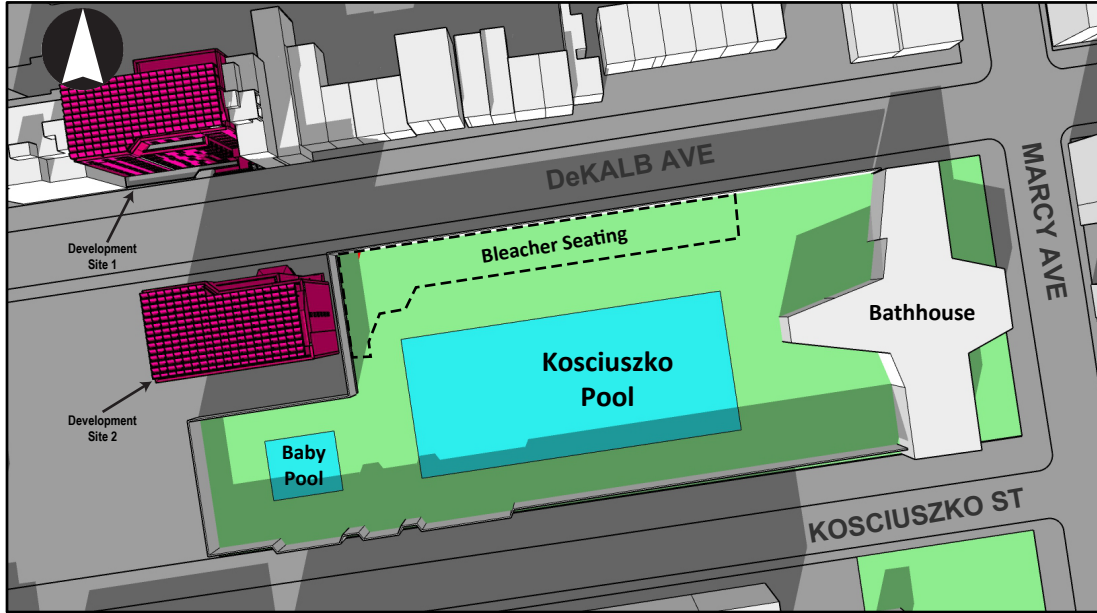 DeKALB AVE
MARCY AVE
Bleacher Seating
Development
Site 1
Bathhouse
Kosciuszko
Pool
Development
Site 2
Baby
Pool
KOSCIUSZKO ST